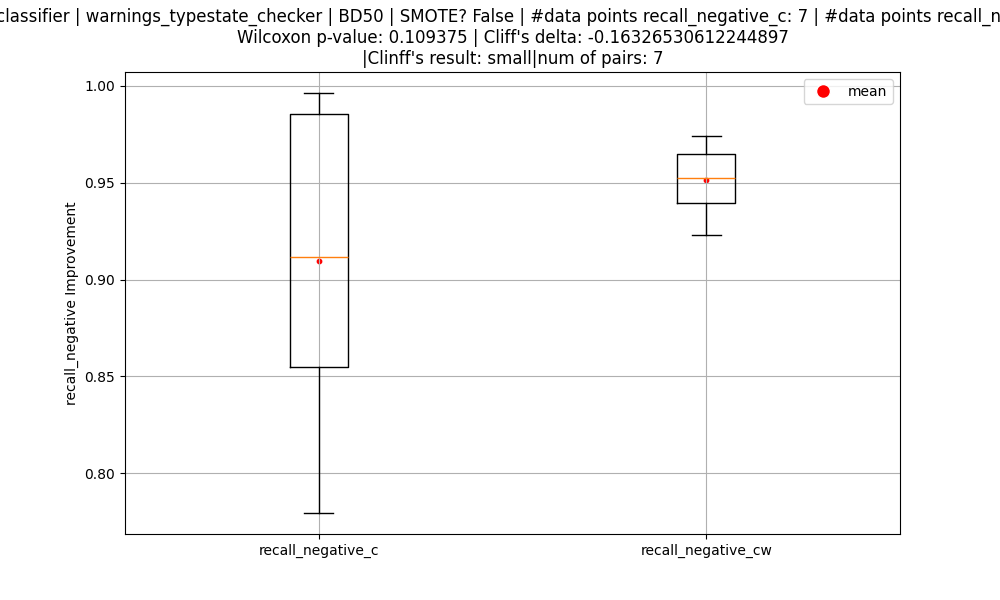 classifier | warnings_typestate_checker | BD50 | SMOTE? False | #data points recall_negative_c: 7 | #data points recall_n
Wilcoxon p-value: 0.109375 | Cliff's delta: -0.16326530612244897
|Clinff's result: small|num of pairs: 7
mean
1.00
0.95
0.90
0.85
0.80
recall_negative Improvement
recall_negative_c
recall_negative_cw